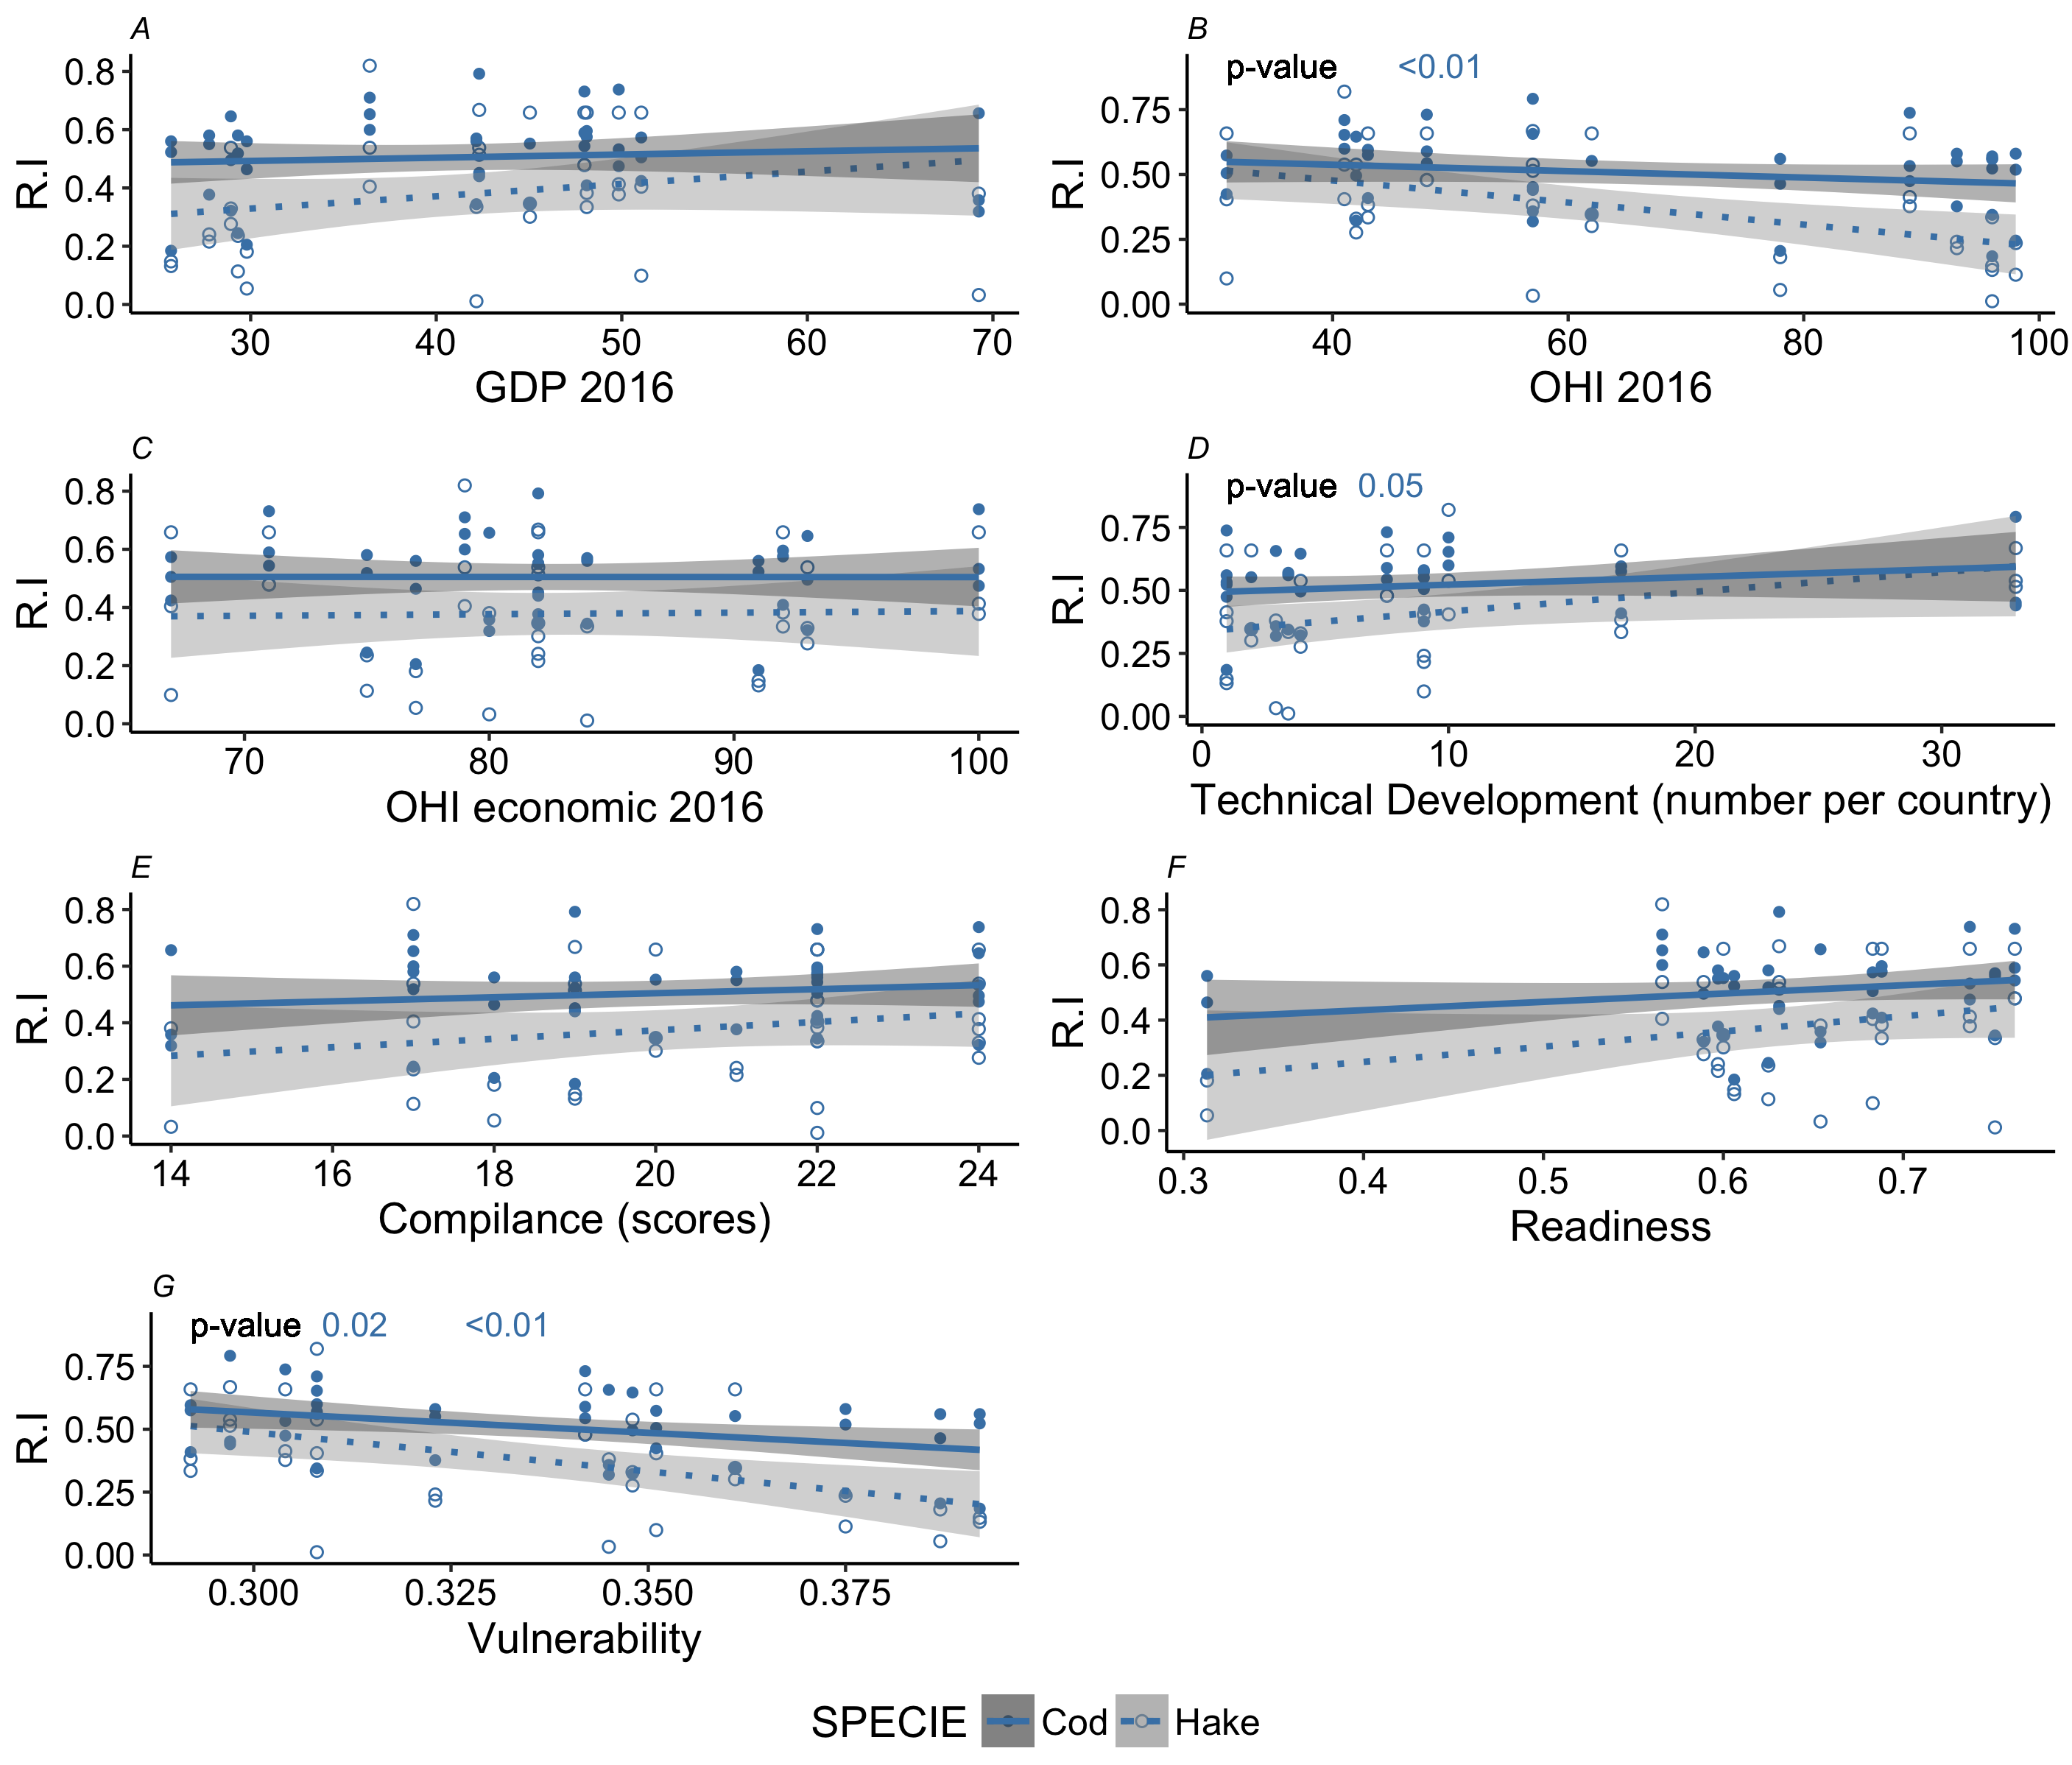 A
R.I
0.8
0.6
0.4
0.2
0.0
30 40 50 60 70
GDP 2016
B
p-value <0.01
R.I
0.75
0.50
0.25
0.00
40 60 80 100
OHI 2016
C
R.I
0.8
0.6
0.4
0.2
0.0
70 80 90 100
OHI economic 2016
D
p-value 0.05
R.I
0.75
0.50
0.25
0.00
0 10 20 30
Technical Development (number per country)
E
R.I
0.8
0.6
0.4
0.2
0.0
14 16 18 20 22 24
Compilance (scores)
F
R.I
0.8
0.6
0.4
0.2
0.0
0.3 0.4 0.5 0.6 0.7
Readiness
G
p-value 0.02 <0.01
R.I
0.75
0.50
0.25
0.00
0.300 0.325 0.350 0.375
Vulnerability
SPECIE Cod Hake